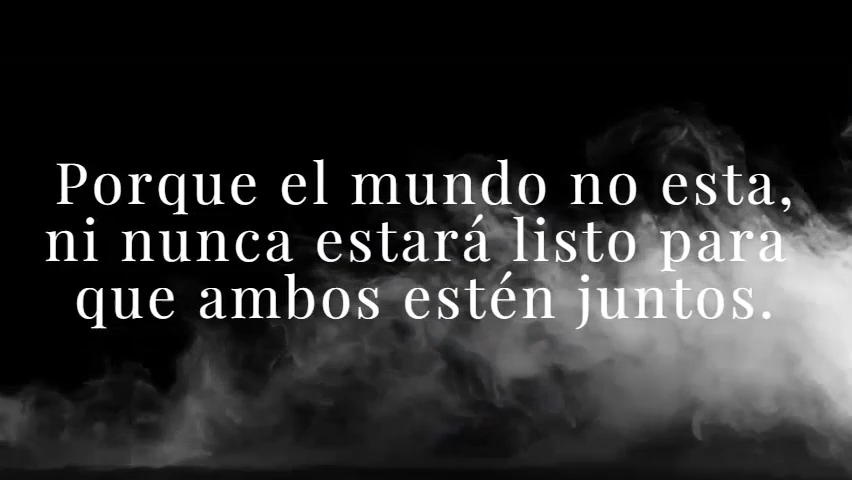 Porque el mundo no esta,
ni nunca estará listo para
que ambos estén juntos.